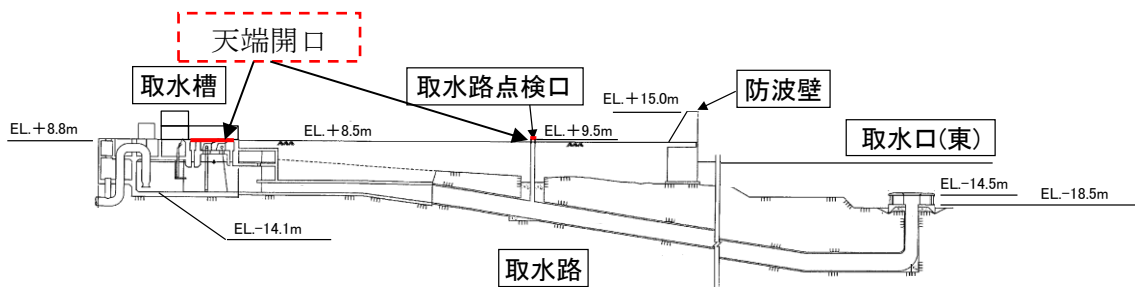 天端開口
取水槽
取水路点検口
防波壁
EL.+15.0m
EL.+8.8m
EL.+8.5m
EL.+9.5m
取水口(東)
EL.-14.5m
EL.-18.5m
EL.-14.1m
取水路